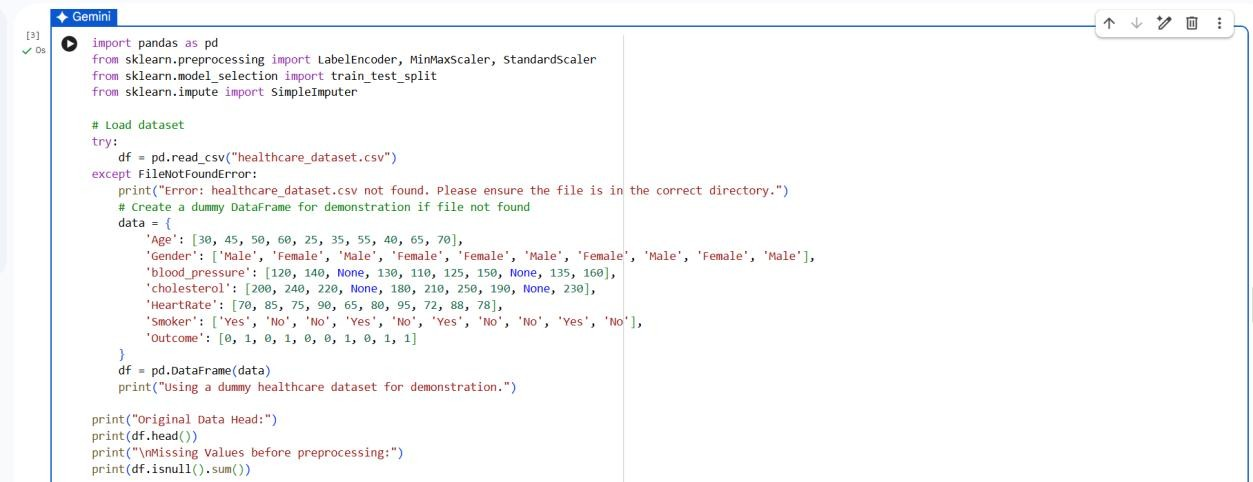 Gemini
[3]
0s
import pandas as pd
from sklearn.preprocessing import LabelEncoder, MinMaxScaler, StandardScaler
from sklearn.model_selection import train_test_split
from sklearn.impute import SimpleImputer

# Load dataset
try:
    df = pd.read_csv("healthcare_dataset.csv")
except FileNotFoundError:
    print("Error: healthcare_dataset.csv not found. Please ensure the file is in the correct directory.")
    # Create a dummy DataFrame for demonstration if file not found
    data = {
        'Age': [30, 45, 50, 60, 25, 35, 55, 40, 65, 70],
        'Gender': ['Male', 'Female', 'Male', 'Female', 'Female', 'Male', 'Female', 'Male', 'Female', 'Male'],
        'blood_pressure': [120, 140, None, 130, 110, 125, 150, None, 135, 160],
        'cholesterol': [200, 240, 220, None, 180, 210, 250, 190, None, 230],
        'HeartRate': [70, 85, 75, 90, 65, 80, 95, 72, 88, 78],
        'Smoker': ['Yes', 'No', 'No', 'Yes', 'No', 'Yes', 'No', 'No', 'Yes', 'No'],
        'Outcome': [0, 1, 0, 1, 0, 0, 1, 0, 1, 1]
    }
    df = pd.DataFrame(data)
    print("Using a dummy healthcare dataset for demonstration.")

print("Original Data Head:")
print(df.head())
print("\nMissing Values before preprocessing:")
print(df.isnull().sum())